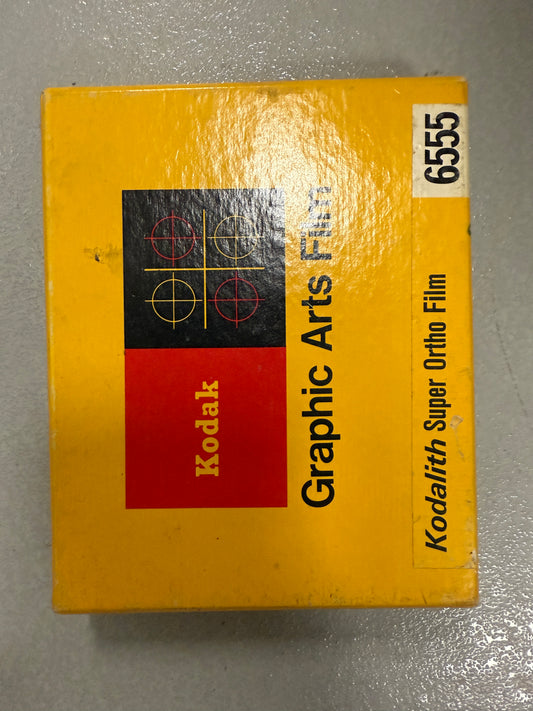 Kodak
Graphic Arts Film
Kodalith Super Ortho Film 6555